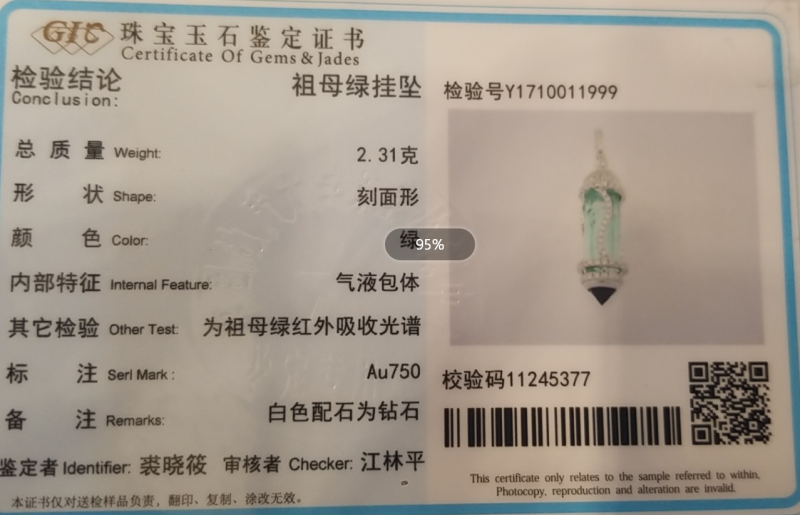 GIC 珠宝玉石鉴定证书
Certificate Of Gems & Jades
检验结论 祖母绿挂坠
Conclusion:
总质量 Weight: 2.31克
形状 Shape: 刻面形
颜色 Color: 绿
内部特征 Internal Feature: 气液包体
其它检验 Other Test: 为祖母绿红外吸收光谱
标注 Seri Mark: Au750
备注 Remarks: 白色配石为钻石
鉴定者 Identifier: 裘晓筱 审核者 Checker: 江林平
本证书仅对送检样品负责，翻印、复制、涂改无效。
检验号Y1710011999
95%
校验码11245377
This certificate only relates to the sample referred to within,
Photocopy, reproduction and alteration are invalid.